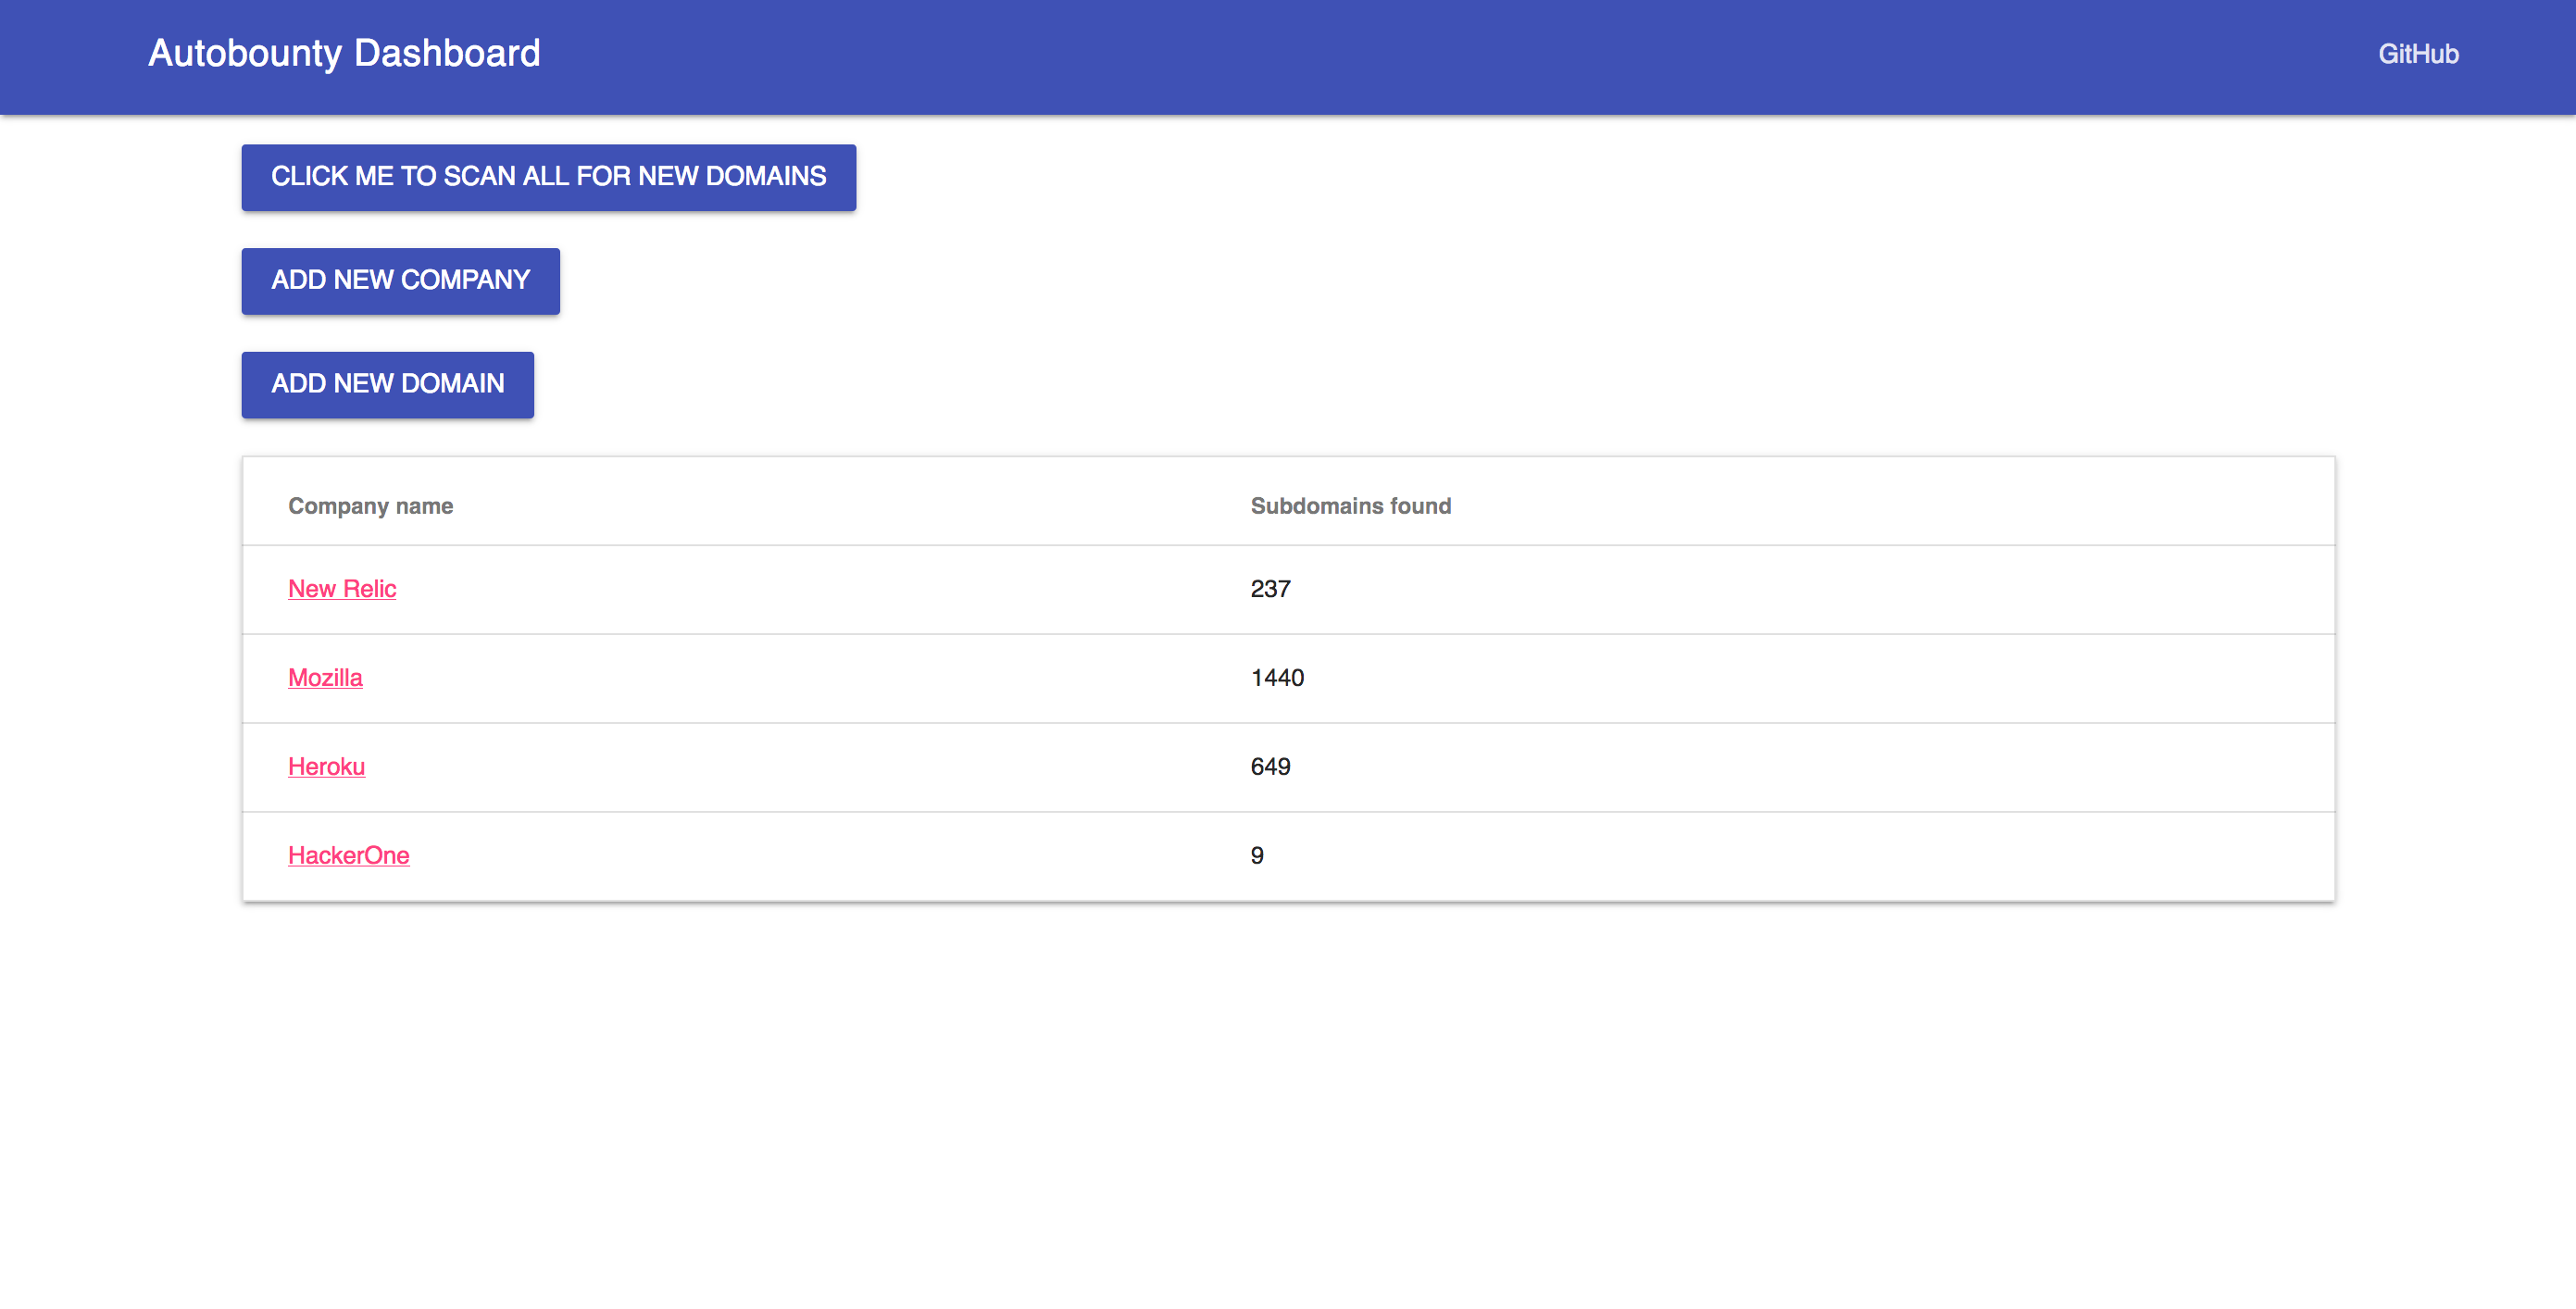 Autobounty Dashboard GitHub
CLICK ME TO SCAN ALL FOR NEW DOMAINS
ADD NEW COMPANY
ADD NEW DOMAIN
Company name Subdomains found
New Relic 237
Mozilla 1440
Heroku 649
HackerOne 9